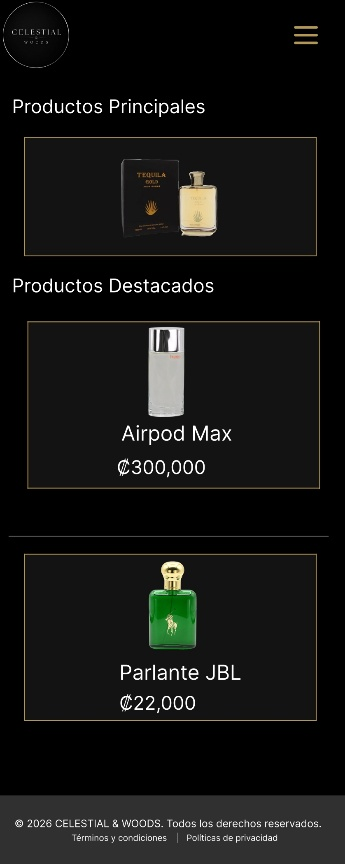 CELESTIAL
&
WOODS
Productos Principales
TEQUILA
GOLD
Productos Destacados
Airpod Max
₡300,000
Parlante JBL
₡22,000
© 2026 CELESTIAL & WOODS. Todos los derechos reservados.
Términos y condiciones | Políticas de privacidad